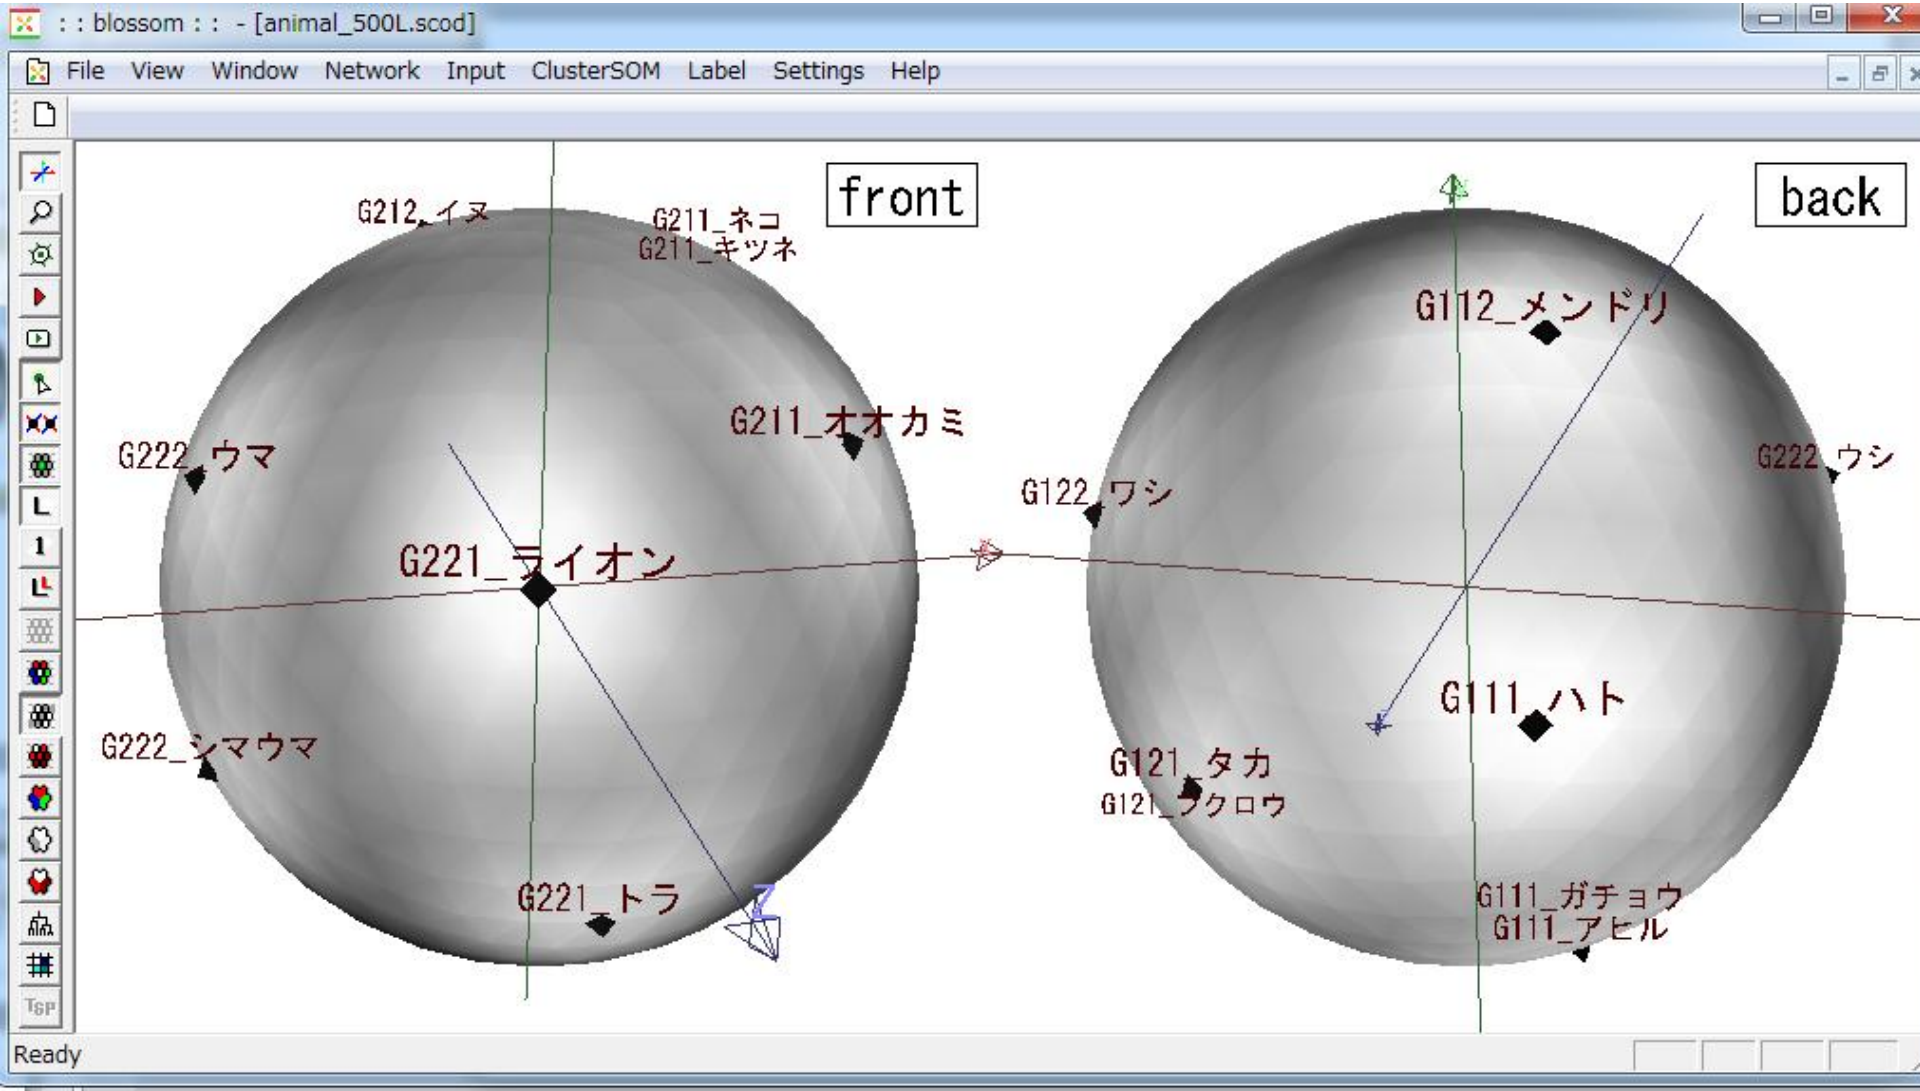 : : blossom : : - [animal_500L.scod]
File View Window Network Input ClusterSOM Label Settings Help
front
back
G212_イヌ
G211_ネコ
G211_キツネ
G211_オオカミ
G222_ウマ
G221_ライオン
G222_シマウマ
G221_トラ
Z
G112_メンドリ
G222_ウシ
G122_ワシ
G111_ハト
G121_タカ
G121_フクロウ
G111_ガチョウ
G111_アヒル
L
1
LL
TSP
Ready